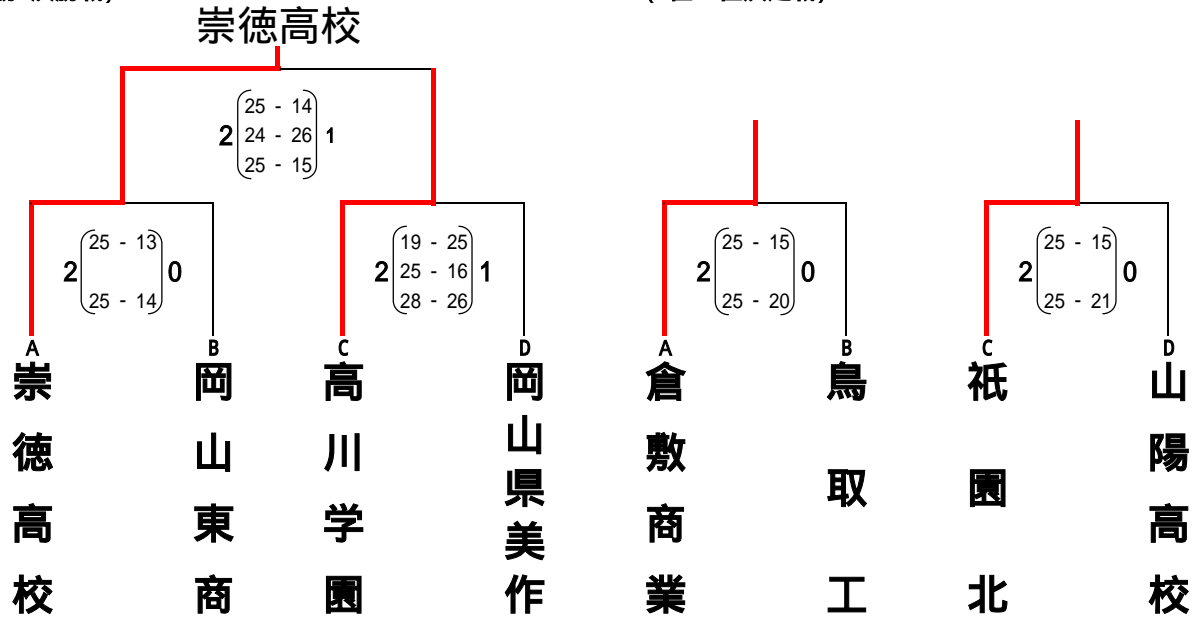 崇徳高校
25 - 14
2 24 - 26 1
25 - 15
25 - 13
2 0
25 - 14
19 - 25
2 25 - 16 1
28 - 26
25 - 15
2 0
25 - 20
25 - 15
2 0
25 - 21
A
崇徳高校
B
岡山東商
C
高川学園
D
岡山県美作
A
倉敷商業
B
鳥取工
C
祇園北
D
山陽高校